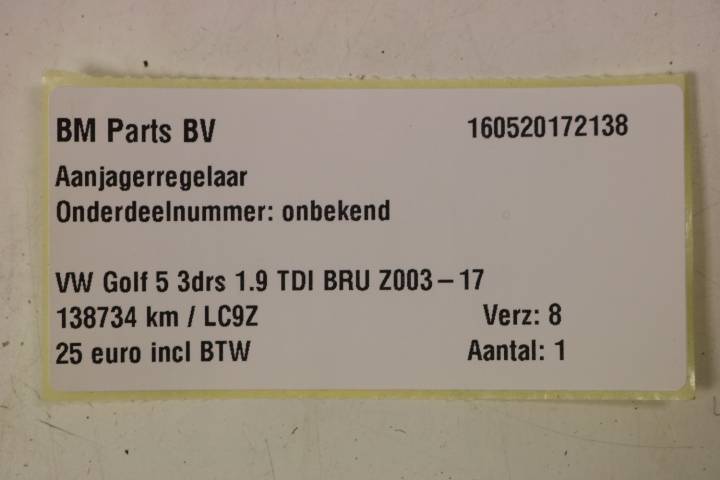 BM Parts BV 160520172138
Aanjagerregelaar
Onderdeelnummer: onbekend
VW Golf 5 3drs 1.9 TDI BRU Z003-17
138734 km / LC9Z Verz: 8
25 euro incl BTW Aantal: 1